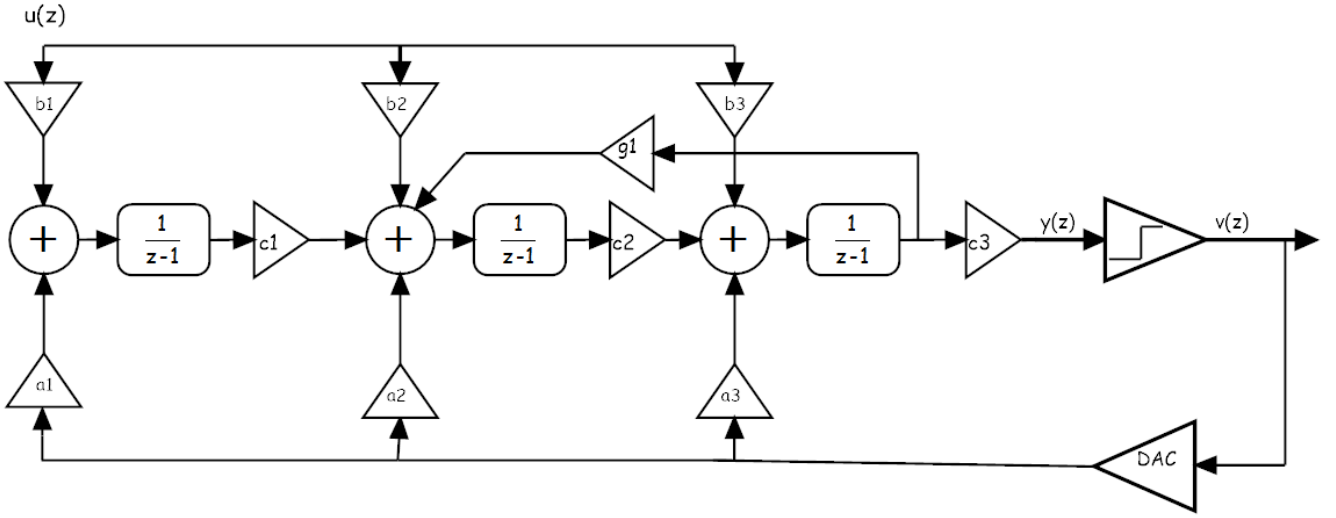 u(z)
b1
b2
b3
g1
+
1
z-1
c1
+
1
z-1
c2
+
1
z-1
c3
y(z)
v(z)
a1
a2
a3
DAC